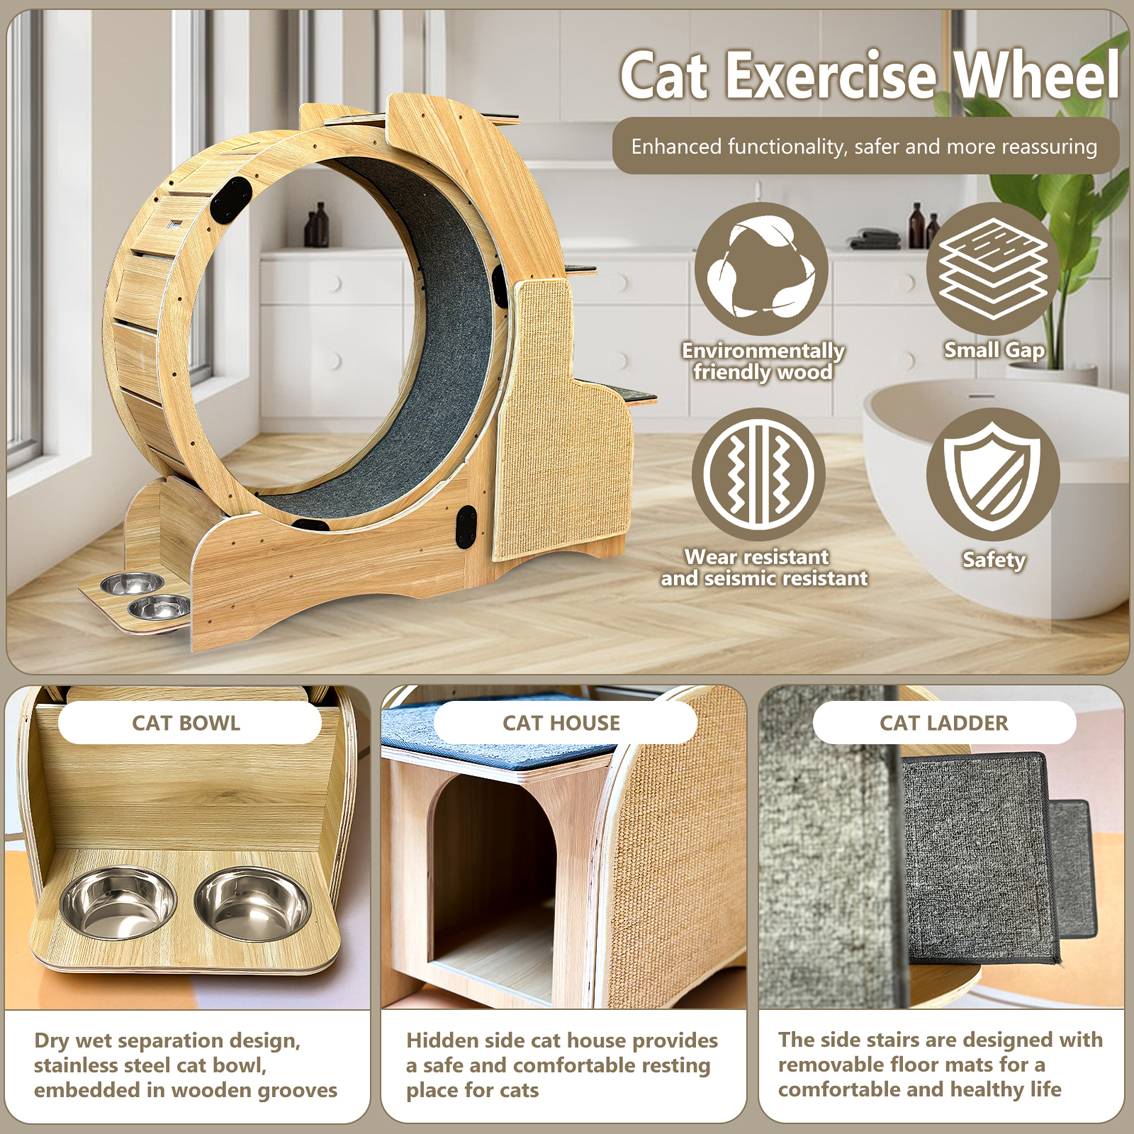 Cat Exercise Wheel
Enhanced functionality, safer and more reassuring
Environmentally
friendly wood
Small Gap
Wear resistant
and seismic resistant
Safety
CAT BOWL
Dry wet separation design,
stainless steel cat bowl,
embedded in wooden grooves
CAT HOUSE
Hidden side cat house provides
a safe and comfortable resting
place for cats
CAT LADDER
The side stairs are designed with
removable floor mats for a
comfortable and healthy life